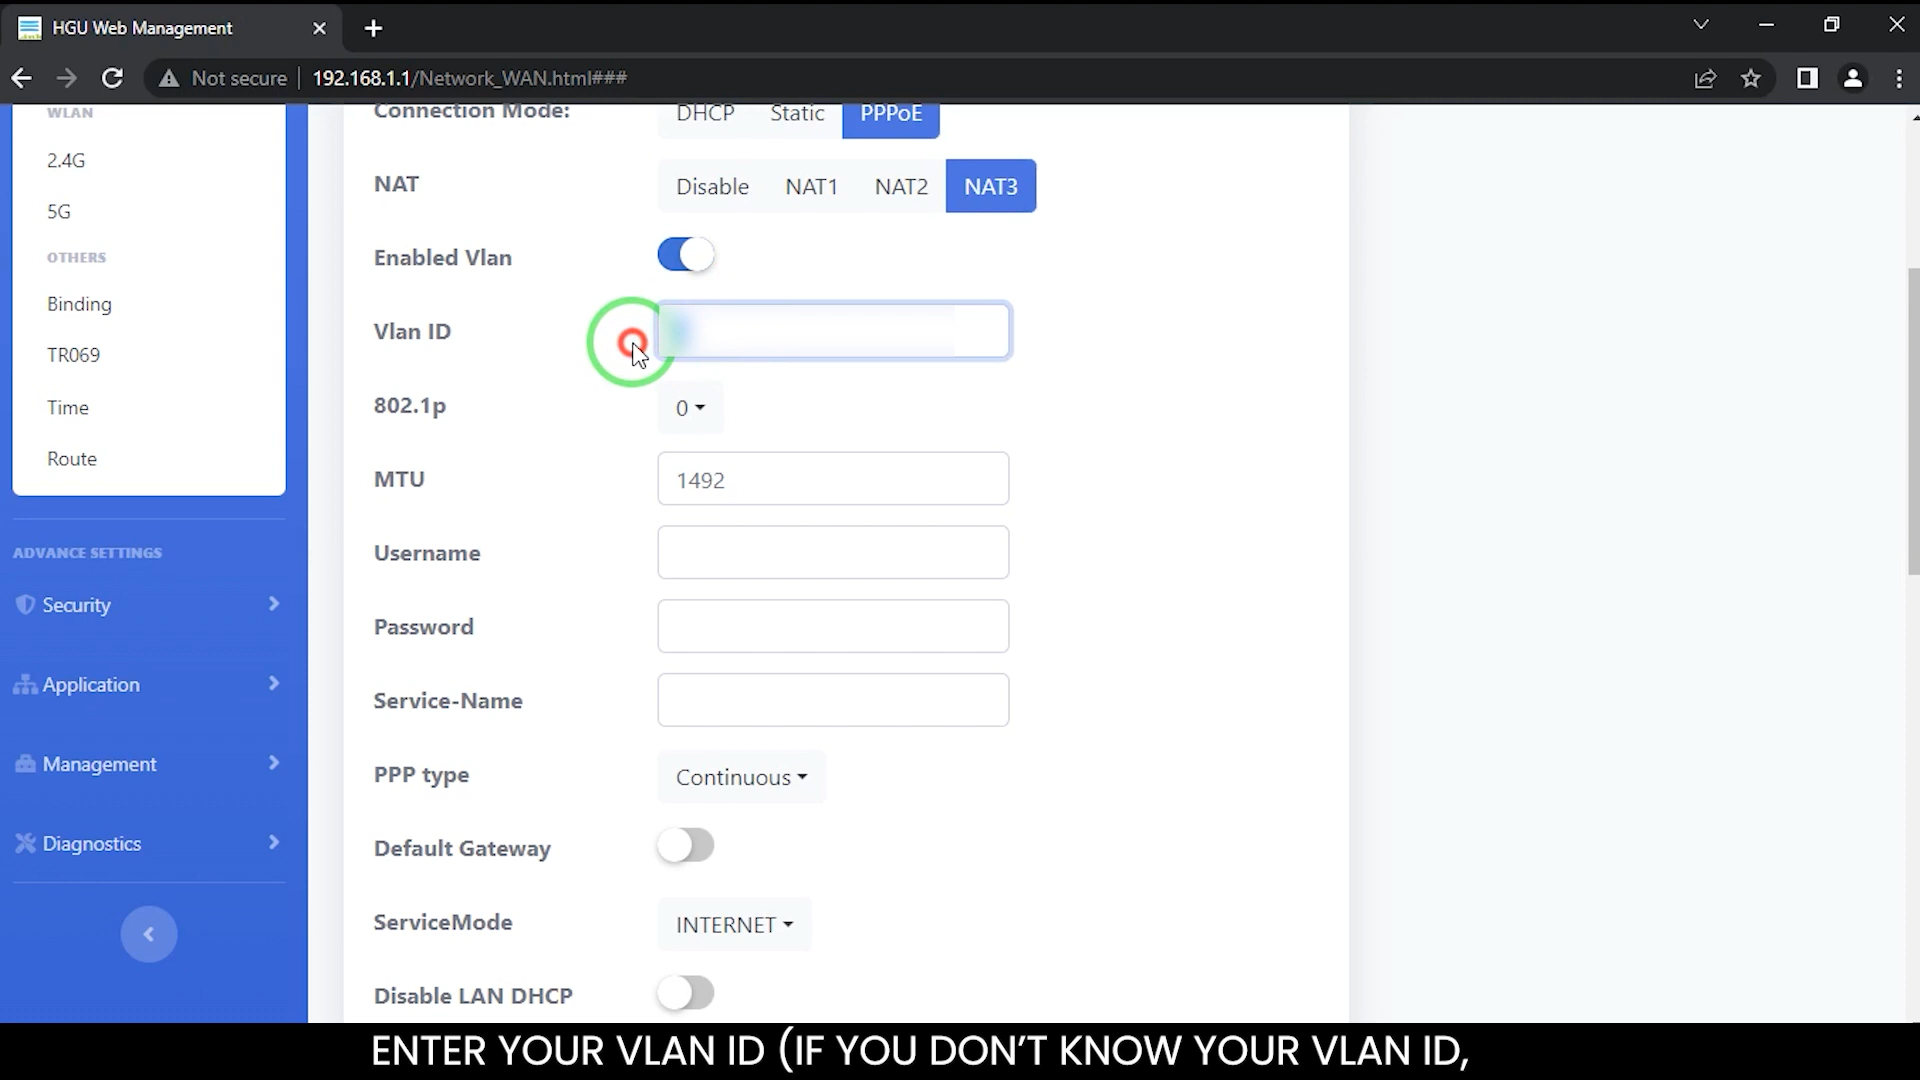 HGU Web Management
Not secure
192.168.1.1/Network_WAN.html###
WLAN
2.4G
5G
OTHERS
Binding
TR069
Time
Route
ADVANCE SETTINGS
Security
Application
Management
Diagnostics
Connection Mode: DHCP Static PPPoE
NAT Disable NAT1 NAT2 NAT3
Enabled Vlan
Vlan ID
802.1p 0
MTU 1492
Username
Password
Service-Name
PPP type Continuous
Default Gateway
ServiceMode INTERNET
Disable LAN DHCP
ENTER YOUR VLAN ID (IF YOU DON'T KNOW YOUR VLAN ID,